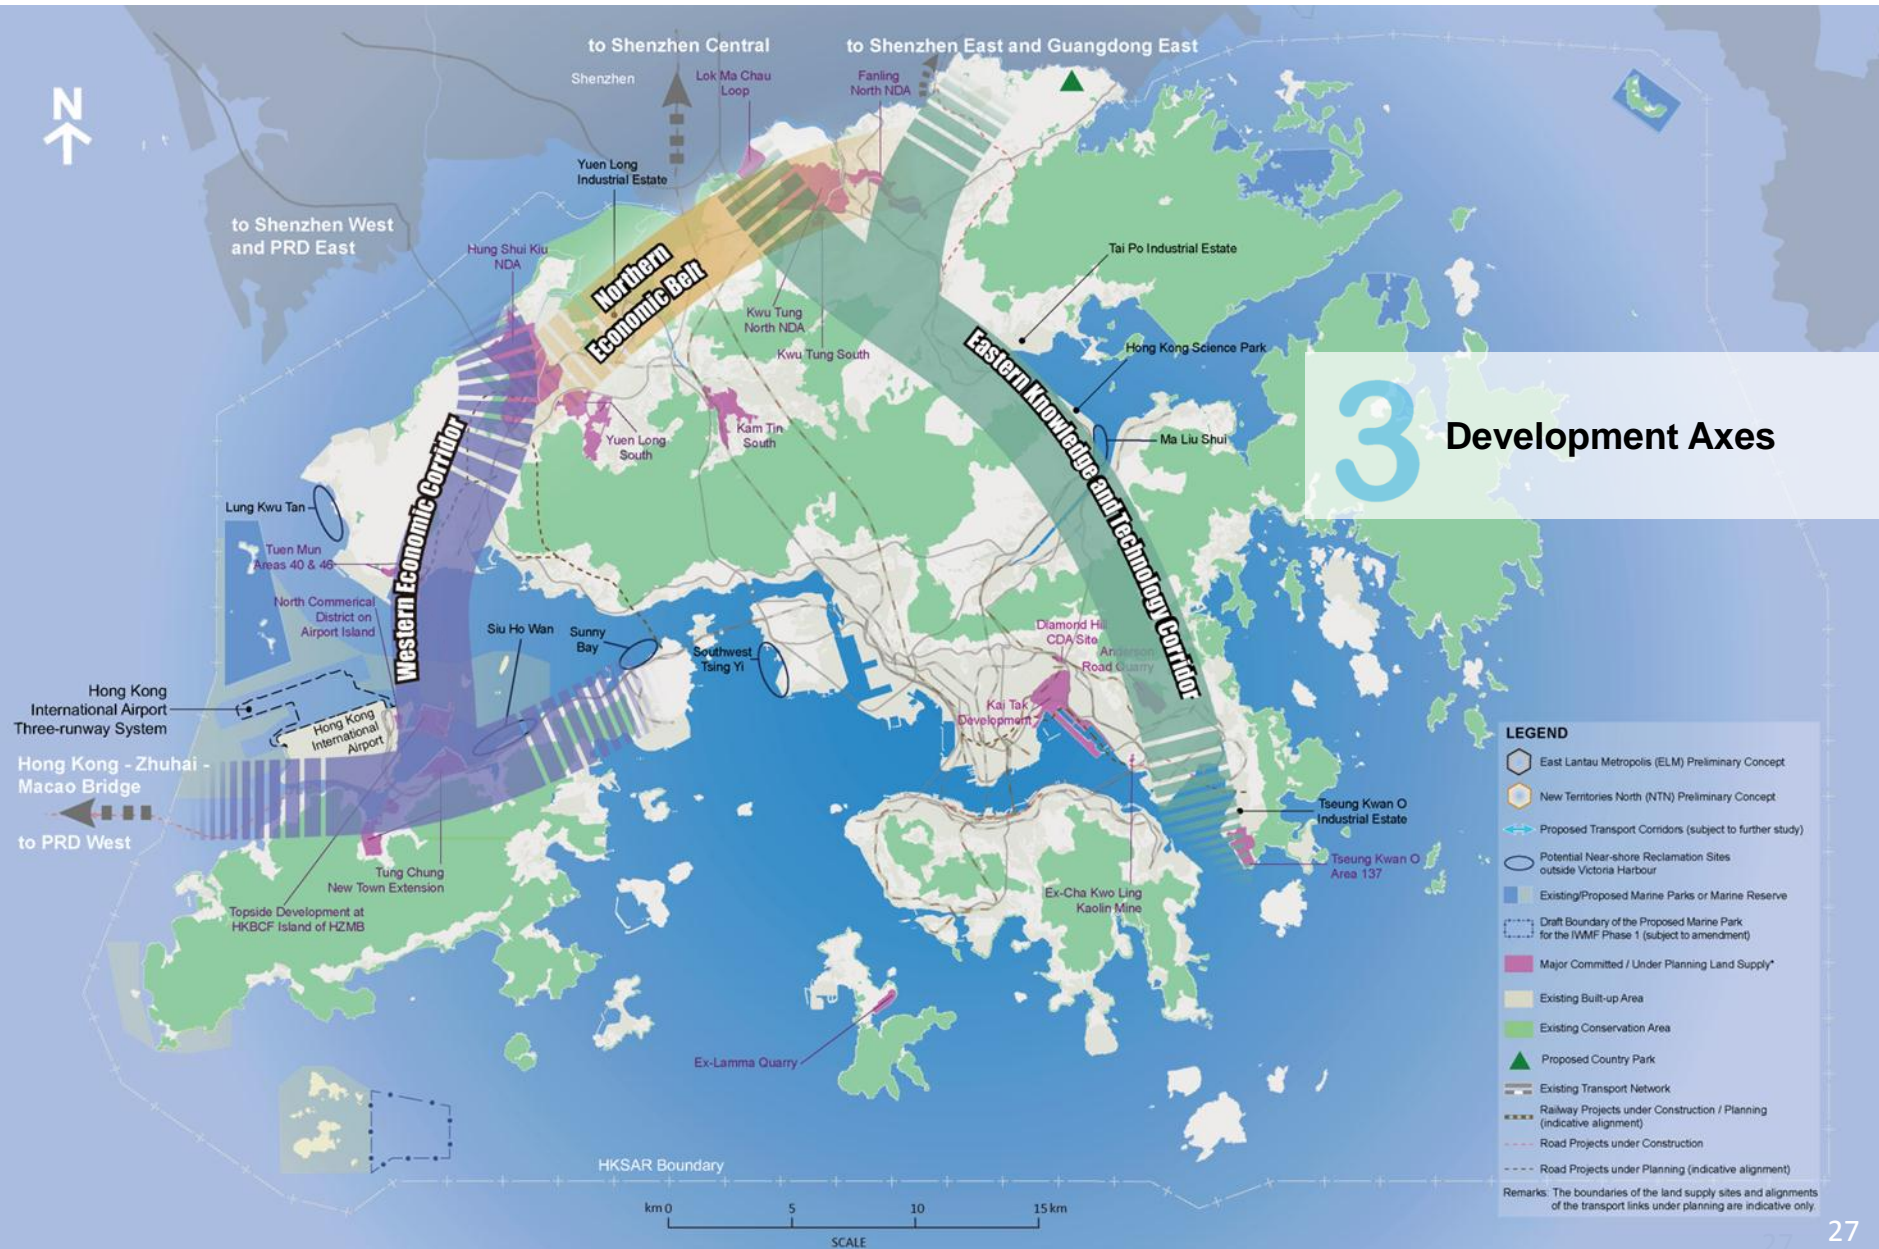 to Shenzhen Central
to Shenzhen East and Guangdong East
Shenzhen
Lok Ma Chau
Loop
Fanling
North NDA
N
Yuen Long
Industrial Estate
to Shenzhen West
and PRD East
Hung Shui Kiu
NDA
Northern
Economic Belt
Tai Po Industrial Estate
Kwu Tung
North NDA
Kwu Tung South
Hong Kong Science Park
Eastern Knowledge and Technology Corridor
3
Development Axes
Kam Tin
South
Yuen Long
South
Ma Liu Shui
Western Economic Corridor
Lung Kwu Tan
Tuen Mun
Areas 40 & 46
North Commerical
District on
Airport Island
Siu Ho Wan
Sunny
Bay
Southwest
Tsing Yi
Diamond Hill
CDA Site
Anderson
Road Quarry
Kai Tak
Development
Hong Kong
International Airport
Three-runway System
Hong Kong
International
Airport
Hong Kong - Zhuhai -
Macao Bridge
to PRD West
Tung Chung
New Town Extension
Topside Development at
HKBCF Island of HZMB
Tseung Kwan O
Industrial Estate
Tseung Kwan O
Area 137
Ex-Cha Kwo Ling
Kaolin Mine
Ex-Lamma Quarry
HKSAR Boundary
km 0 5 10 15 km
SCALE
LEGEND
East Lantau Metropolis (ELM) Preliminary Concept
New Territories North (NTN) Preliminary Concept
Proposed Transport Corridors (subject to further study)
Potential Near-shore Reclamation Sites
outside Victoria Harbour
Existing/Proposed Marine Parks or Marine Reserve
Draft Boundary of the Proposed Marine Park
for the IWMF Phase 1 (subject to amendment)
Major Committed / Under Planning Land Supply*
Existing Built-up Area
Existing Conservation Area
Proposed Country Park
Existing Transport Network
Railway Projects under Construction / Planning
(indicative alignment)
Road Projects under Construction
Road Projects under Planning (indicative alignment)
Remarks: The boundaries of the land supply sites and alignments
of the transport links under planning are indicative only.
27
27